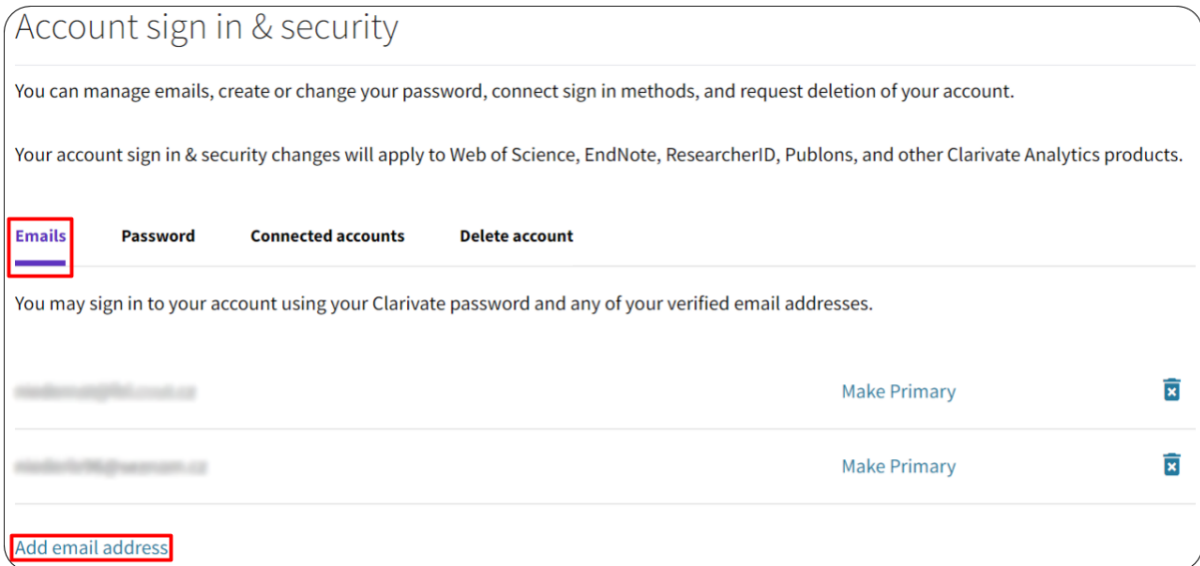 Account sign in & security
You can manage emails, create or change your password, connect sign in methods, and request deletion of your account.
Your account sign in & security changes will apply to Web of Science, EndNote, ResearcherID, Publons, and other Clarivate Analytics products.
Emails Password Connected accounts Delete account
You may sign in to your account using your Clarivate password and any of your verified email addresses.
Make Primary
Make Primary
Add email address